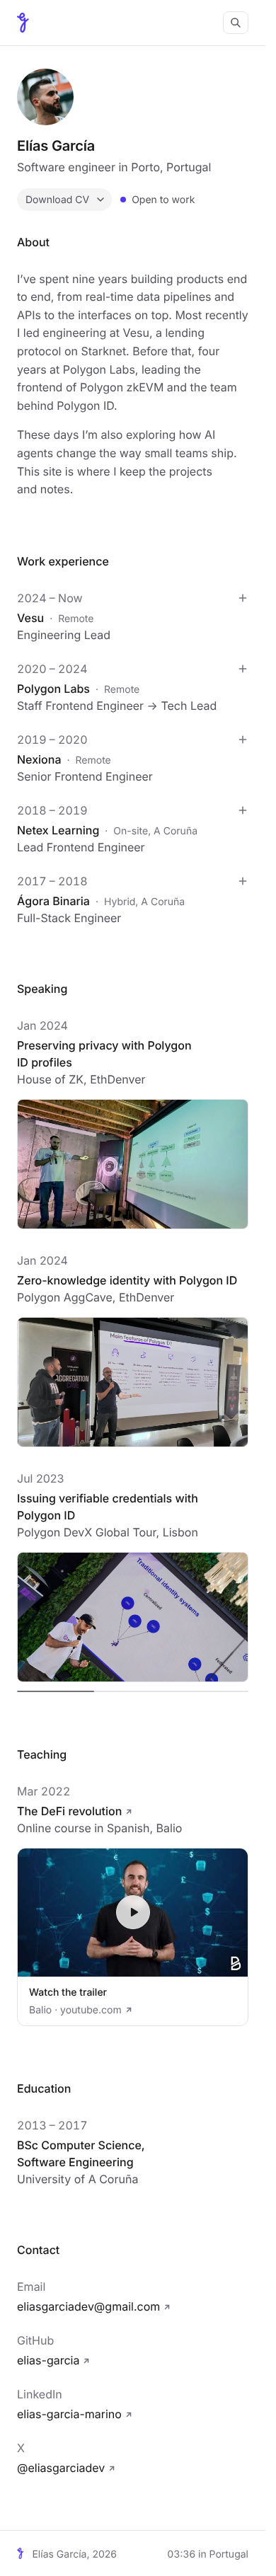 Elías García
Software engineer in Porto, Portugal
Download CV
Open to work
About
I've spent nine years building products end
to end, from real-time data pipelines and
APIs to the interfaces on top. Most recently
I led engineering at Vesu, a lending
protocol on Starknet. Before that, four
years at Polygon Labs, leading the
frontend of Polygon zkEVM and the team
behind Polygon ID.
These days I'm also exploring how AI
agents change the way small teams ship.
This site is where I keep the projects
and notes.
Work experience
2024 – Now
Vesu · Remote
Engineering Lead
2020 – 2024
Polygon Labs · Remote
Staff Frontend Engineer → Tech Lead
2019 – 2020
Nexiona · Remote
Senior Frontend Engineer
2018 – 2019
Netex Learning · On-site, A Coruña
Lead Frontend Engineer
2017 – 2018
Ágora Binaria · Hybrid, A Coruña
Full-Stack Engineer
Speaking
Jan 2024
Preserving privacy with Polygon
ID profiles
House of ZK, EthDenver
Jan 2024
Zero-knowledge identity with Polygon ID
Polygon AggCave, EthDenver
AGGREGATION
Main features of Polygon ID
Jul 2023
Issuing verifiable credentials with
Polygon ID
Polygon DevX Global Tour, Lisbon
Traditional identity systems
Centralised
Teaching
Mar 2022
The DeFi revolution
Online course in Spanish, Balio
Watch the trailer
Balio · youtube.com
Education
2013 – 2017
BSc Computer Science,
Software Engineering
University of A Coruña
Contact
Email
eliasgarciadev@gmail.com
GitHub
elias-garcia
LinkedIn
elias-garcia-marino
X
@eliasgarciadev
Elías García, 2026
03:36 in Portugal